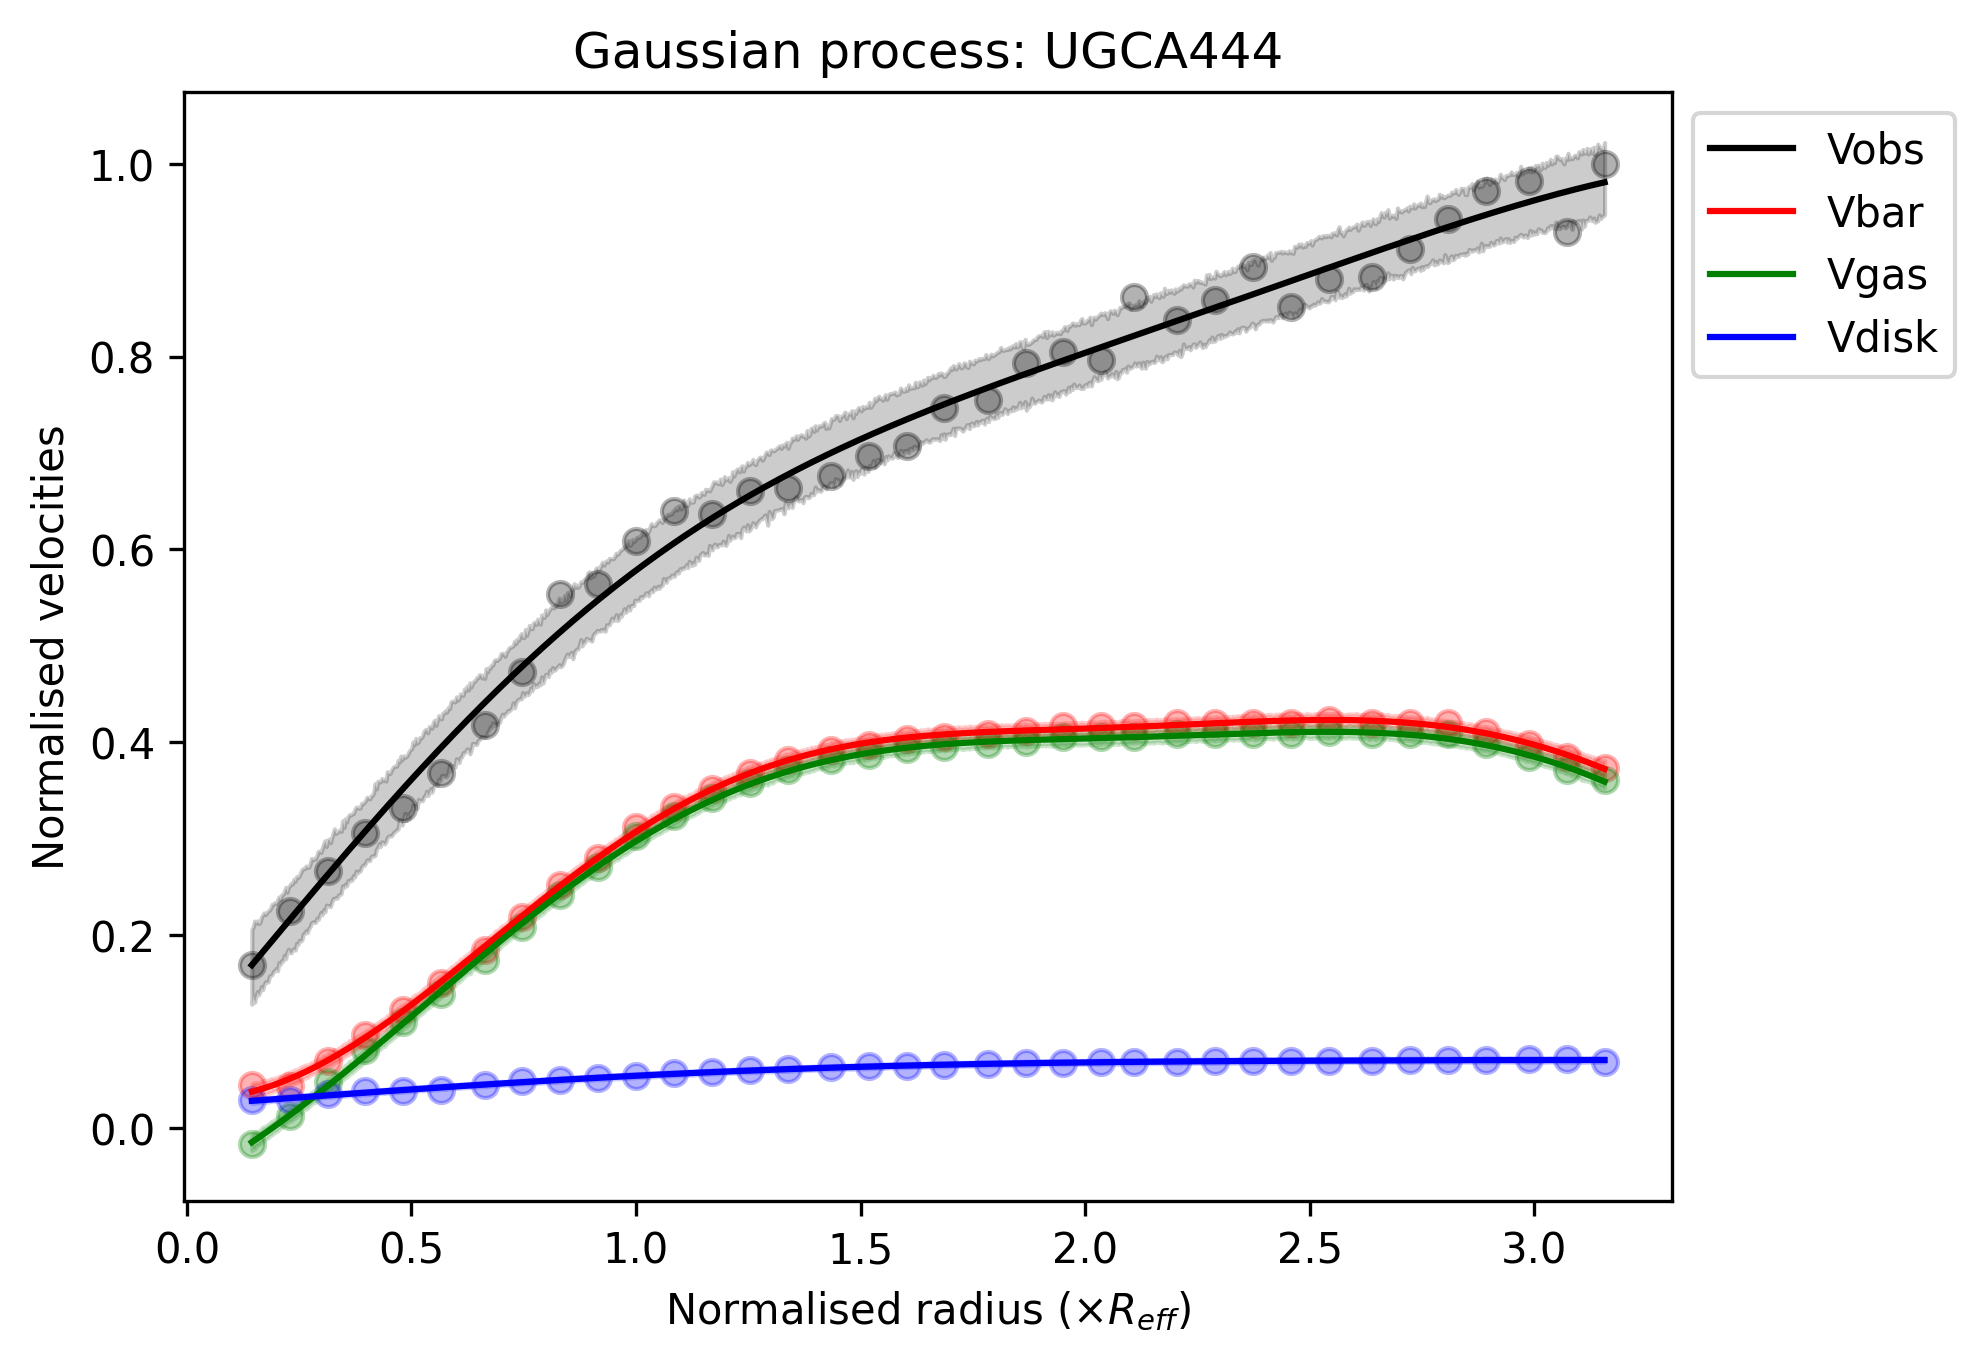 Gaussian process: UGCA444
Vobs
Vbar
Vgas
Vdisk
Normalised velocities
1.0
0.8
0.6
0.4
0.2
0.0
0.0 0.5 1.0 1.5 2.0 2.5 3.0
Normalised radius (×R_eff)